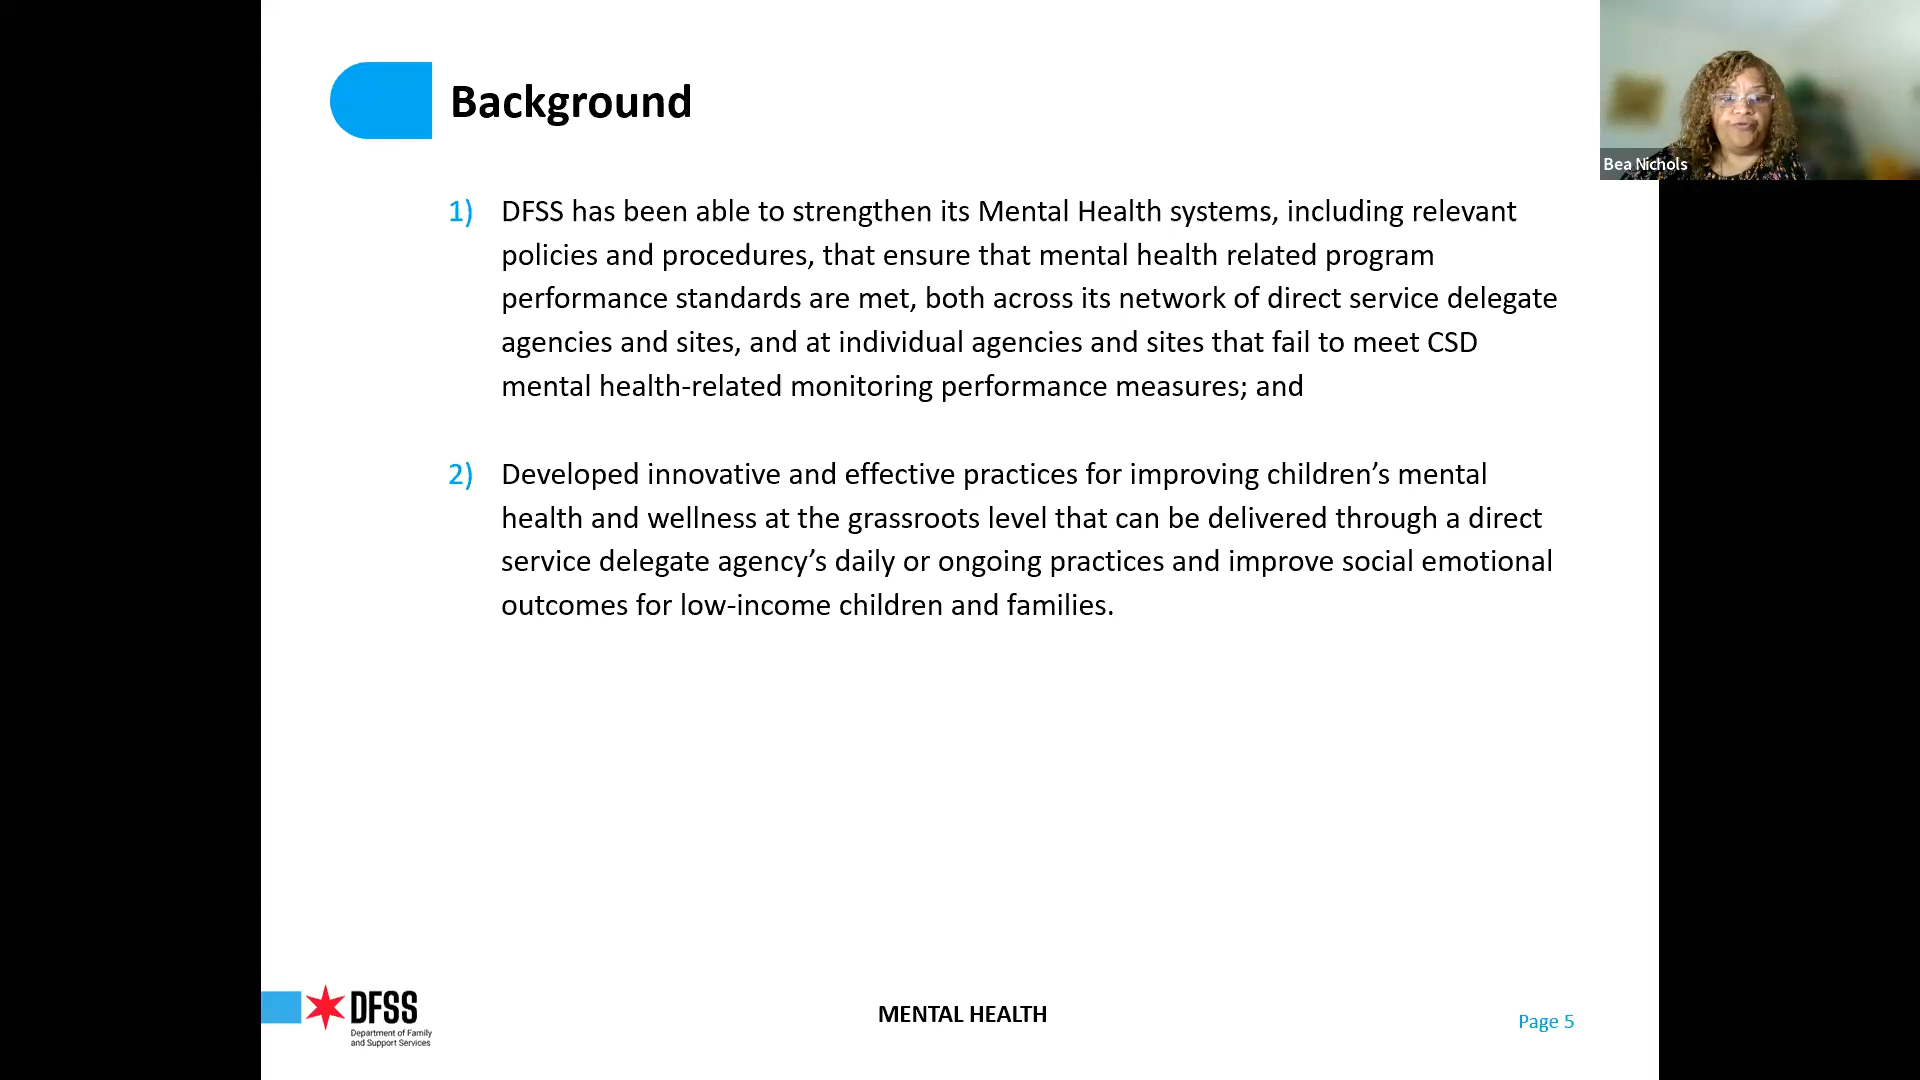 Background
Bea Nichols
1) DFSS has been able to strengthen its Mental Health systems, including relevant
policies and procedures, that ensure that mental health related program
performance standards are met, both across its network of direct service delegate
agencies and sites, and at individual agencies and sites that fail to meet CSD
mental health-related monitoring performance measures; and
2) Developed innovative and effective practices for improving children’s mental
health and wellness at the grassroots level that can be delivered through a direct
service delegate agency’s daily or ongoing practices and improve social emotional
outcomes for low-income children and families.
DFSS
Department of Family
and Support Services
MENTAL HEALTH
Page 5